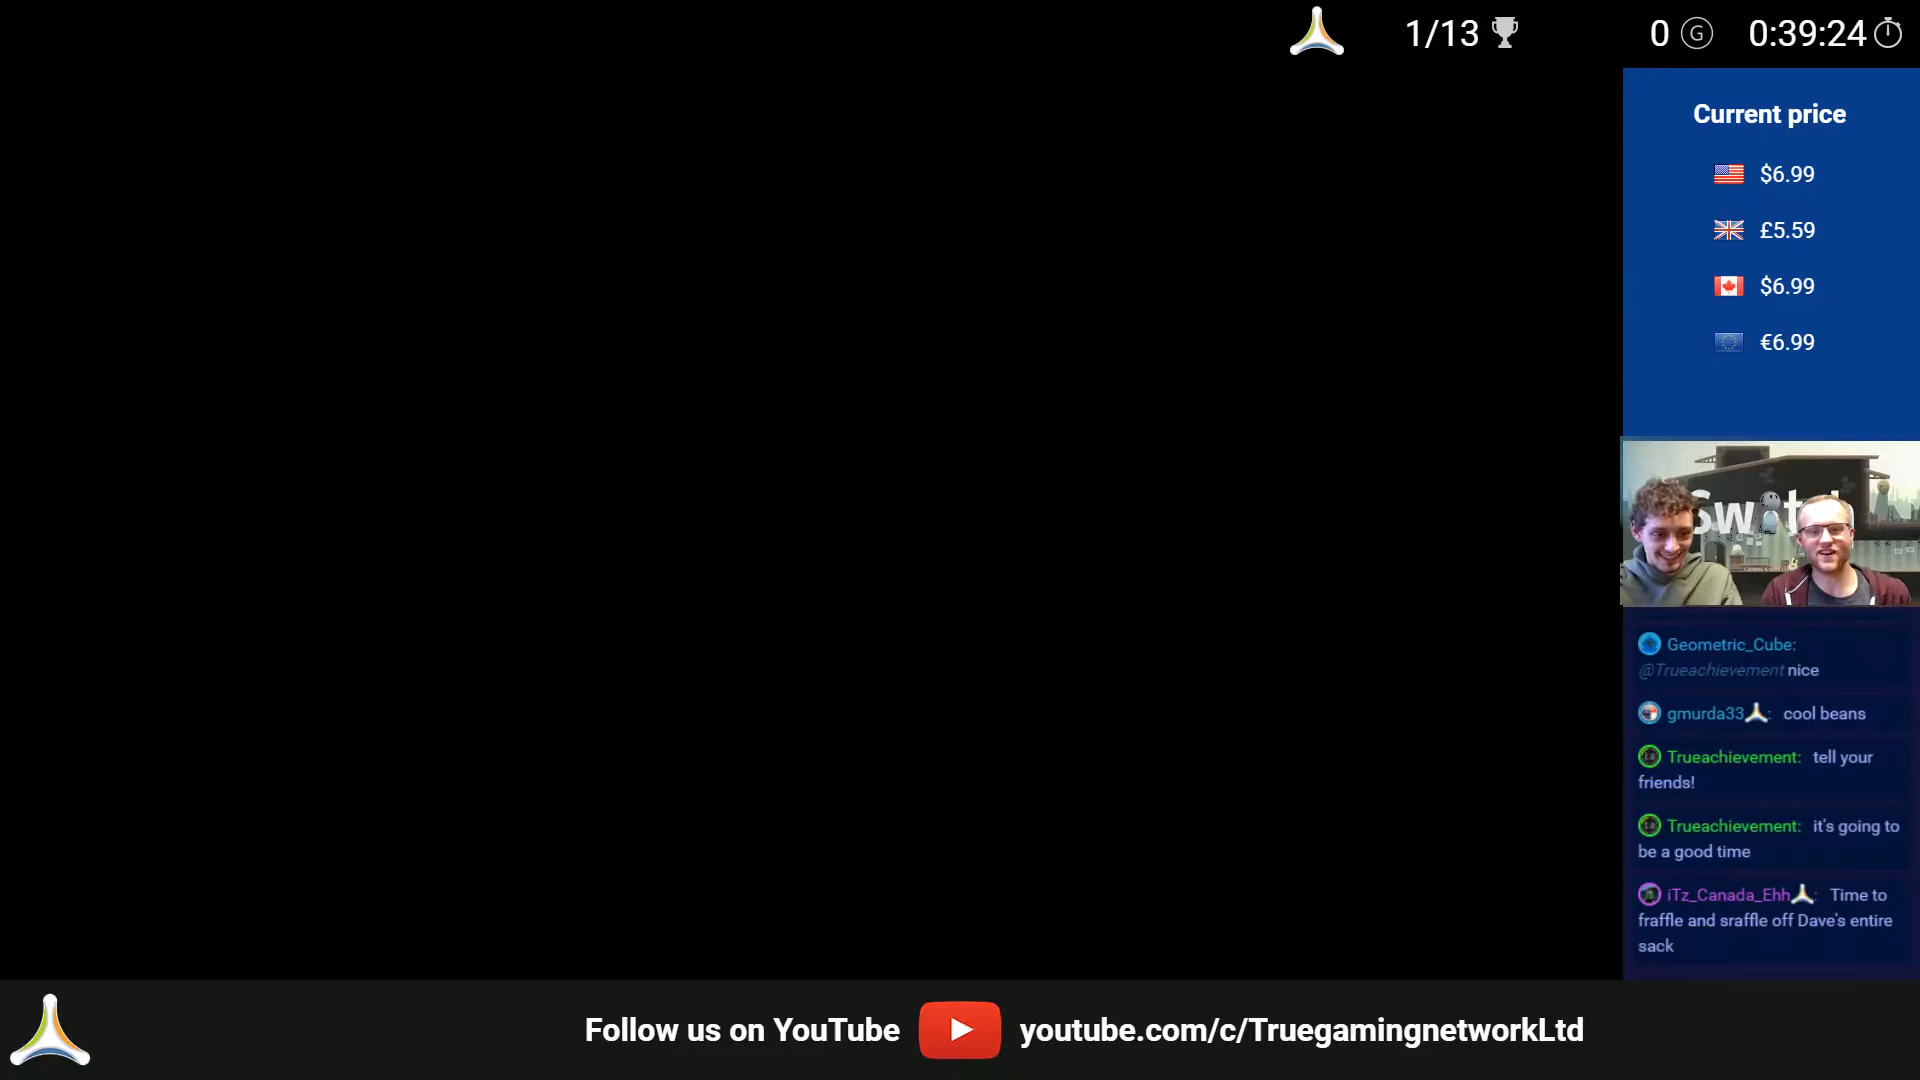 1/13
0 G 0:39:24
Current price
$6.99
£5.59
$6.99
€6.99
Geometric_Cube:
@Trueachievement nice
gmurda33: cool beans
Trueachievement: tell your
friends!
Trueachievement: it's going to
be a good time
iTz_Canada_Ehh: Time to
fraffle and sraffle off Dave's entire
sack
Follow us on YouTube youtube.com/c/TruegamingnetworkLtd